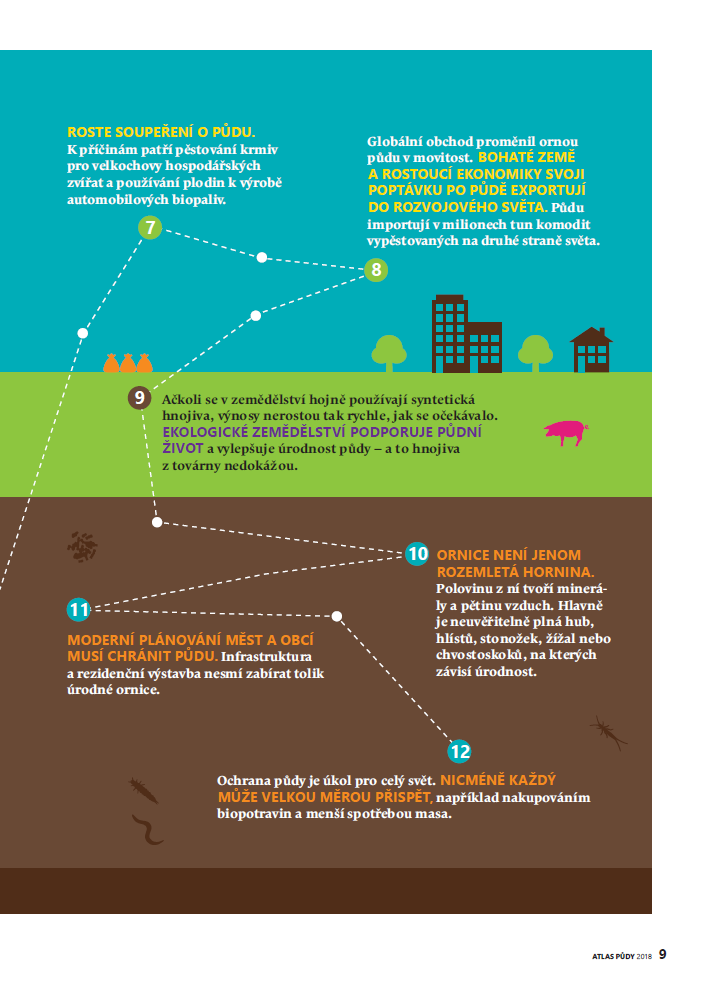 ROSTE SOUPEŘENÍ O PŮDU.
K příčinám patří pěstování krmiv
pro velkochovy hospodářských
zvířat a používání plodin k výrobě
automobilových biopaliv.
7
Globální obchod proměnil ornou
půdu v movitost. BOHATÉ ZEMĚ
A ROSTOUCÍ EKONOMIKY SVOJI
POPTÁVKU PO PŮDĚ EXPORTUJÍ
DO ROZVOJOVÉHO SVĚTA. Půdu
importují v milionech tun komodit
vypěstovaných na druhé straně světa.
8
9
Ačkoli se v zemědělství hojně používají syntetická
hnojiva, výnosy nerostou tak rychle, jak se očekávalo.
EKOLOGICKÉ ZEMĚDĚLSTVÍ PODPORUJE PŮDNÍ
ŽIVOT a vylepšuje úrodnost půdy – a to hnojiva
z továrny nedokážou.
10
ORNICE NENÍ JENOM
ROZEMLETÁ HORNINA.
Polovinu z ní tvoří minerá-
ly a pětinu vzduch. Hlavně
je neuvěřitelně plná hub,
hlístů, stonožek, žížal nebo
chvostoskoků, na kterých
závisí úrodnost.
11
MODERNÍ PLÁNOVÁNÍ MĚST A OBCÍ
MUSÍ CHRÁNIT PŮDU. Infrastruktura
a rezidenční výstavba nesmí zabírat tolik
úrodné ornice.
12
Ochrana půdy je úkol pro celý svět. NICMÉNĚ KAŽDÝ
MŮŽE VELKOU MĚROU PŘISPĚT, například nakupováním
biopotravin a menší spotřebou masa.
ATLAS PŮDY 2018 9